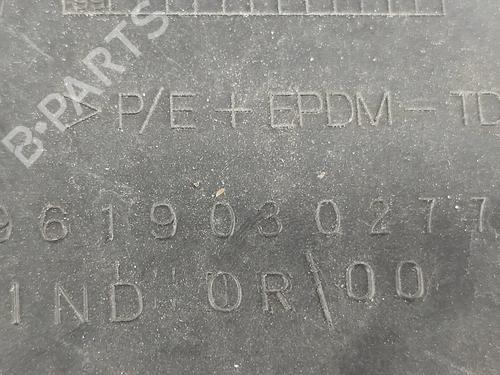 B-PARTS
> P/E + EPDM - TD
9619030277
IND OR/00